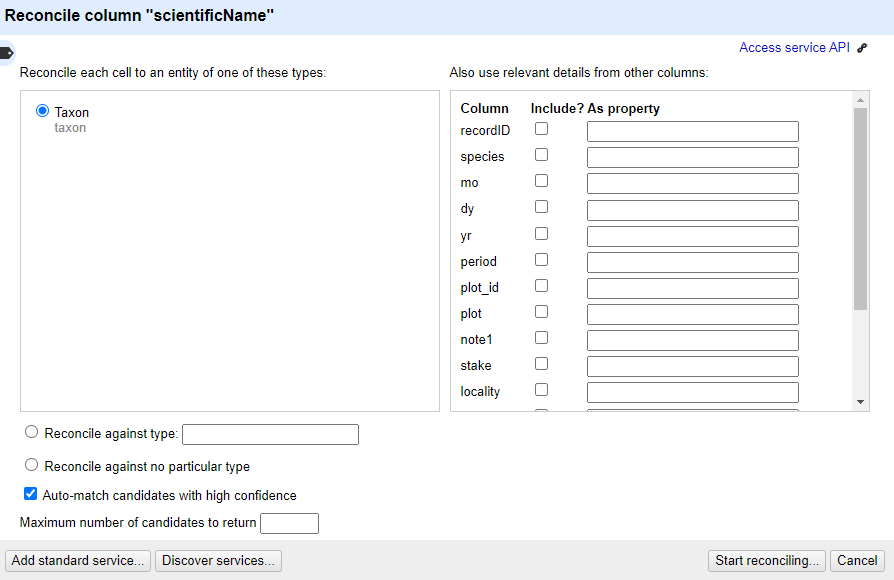 Reconcile column "scientificName"
Access service API
Reconcile each cell to an entity of one of these types:
Also use relevant details from other columns:
Taxon
taxon
Column Include? As property
recordID
species
mo
dy
yr
period
plot_id
plot
note1
stake
locality
Reconcile against type:
Reconcile against no particular type
Auto-match candidates with high confidence
Maximum number of candidates to return
Add standard service... Discover services... Start reconciling... Cancel